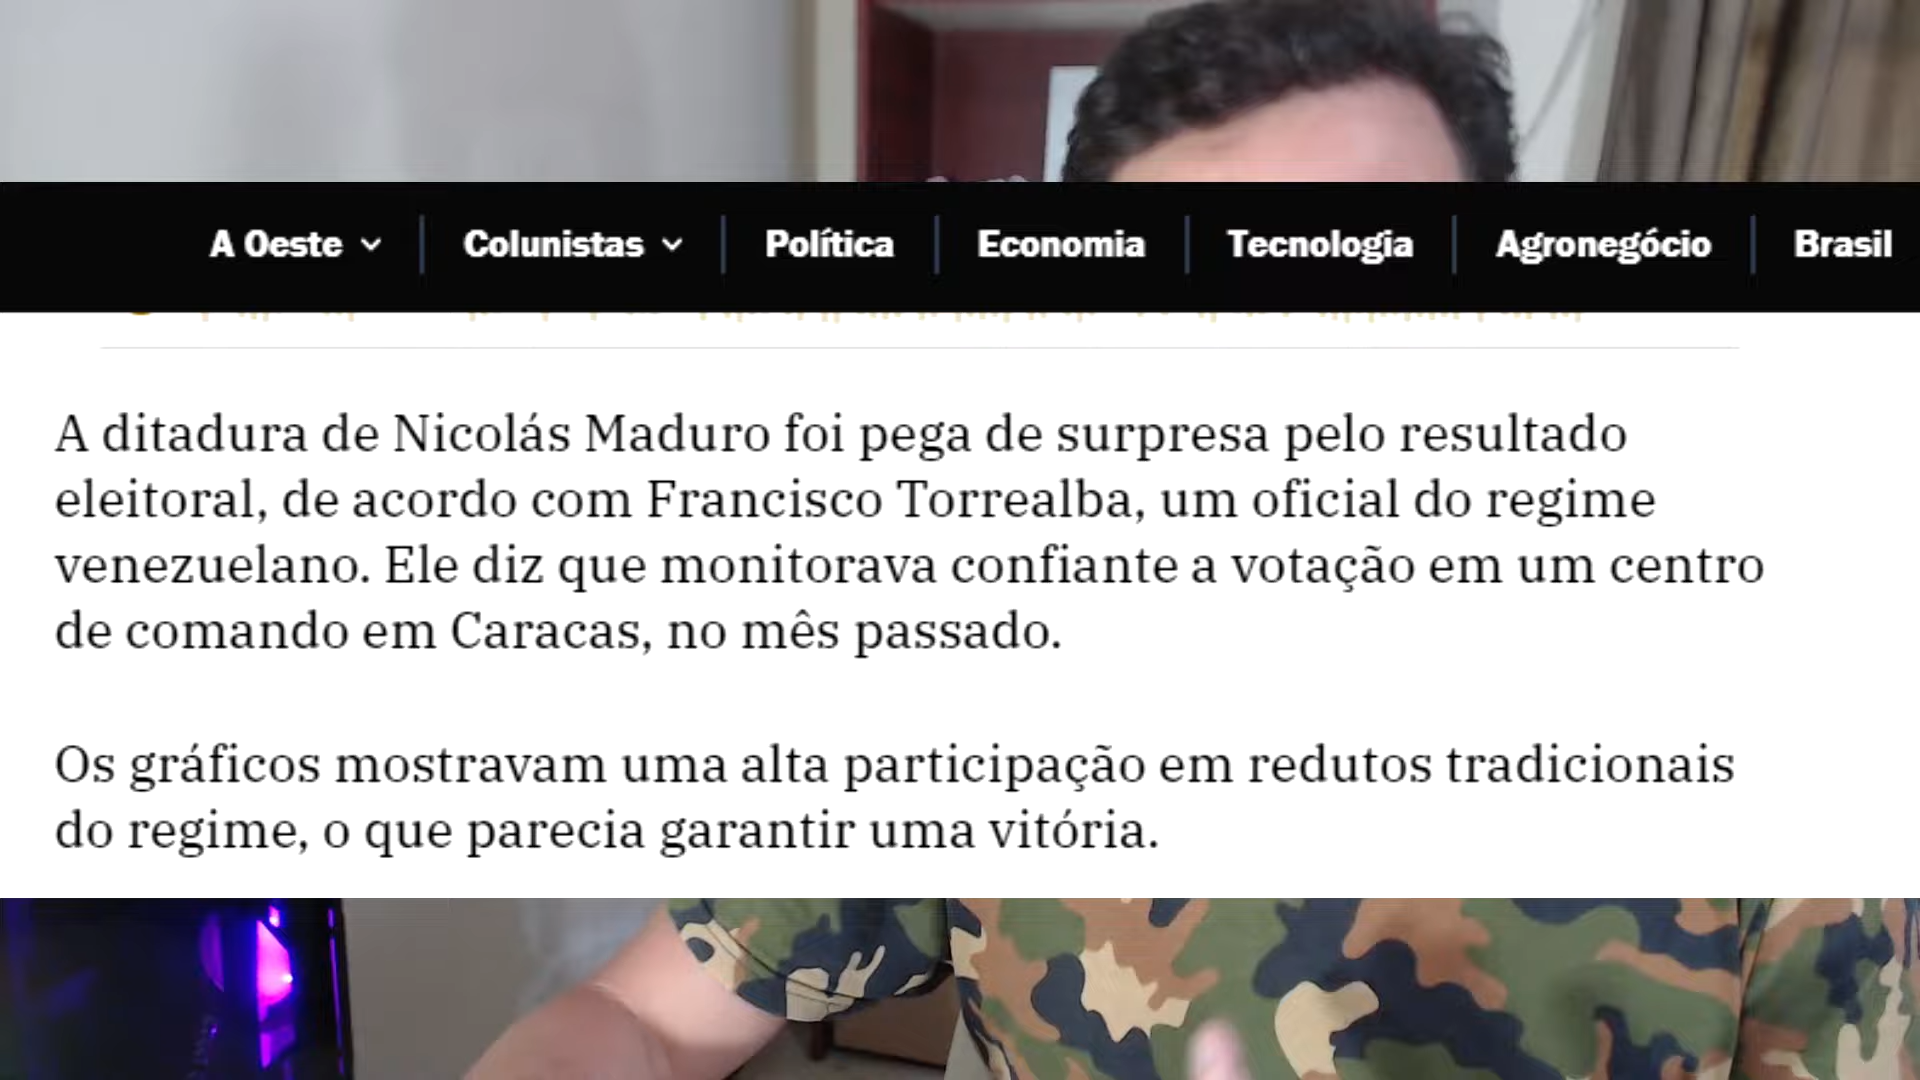 A Oeste Colunistas Política Economia Tecnologia Agronegócio Brasil
A ditadura de Nicolás Maduro foi pega de surpresa pelo resultado
eleitoral, de acordo com Francisco Torrealba, um oficial do regime
venezuelano. Ele diz que monitorava confiante a votação em um centro
de comando em Caracas, no mês passado.
Os gráficos mostravam uma alta participação em redutos tradicionais
do regime, o que parecia garantir uma vitória.